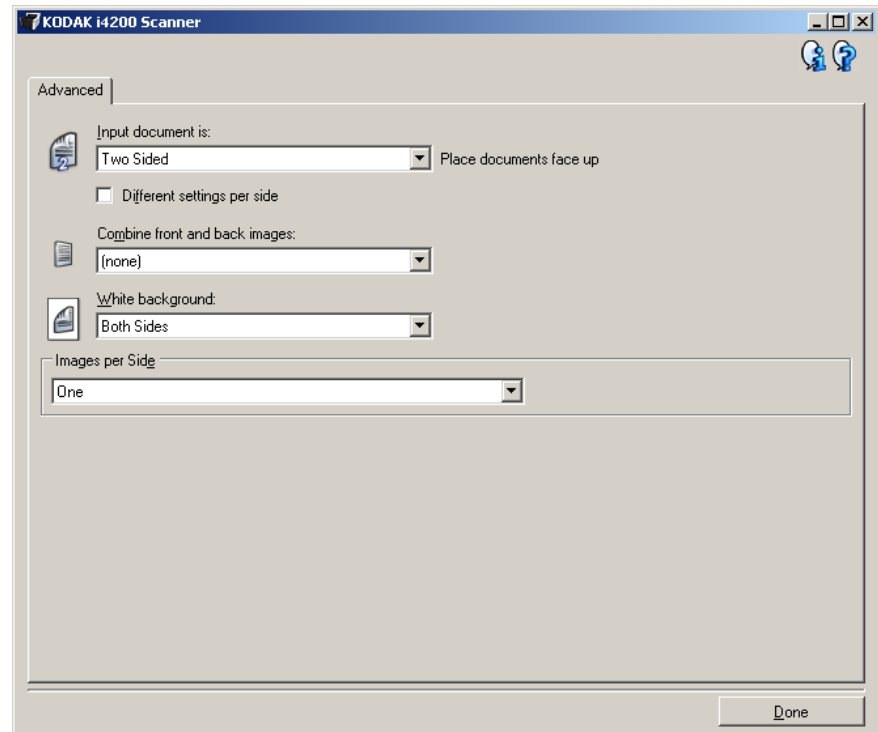 KODAK i4200 Scanner
Advanced
Input document is:
2
Two Sided
Place documents face up
Different settings per side
Combine front and back images:
(none)
White background:
Both Sides
Images per Side
One
Done